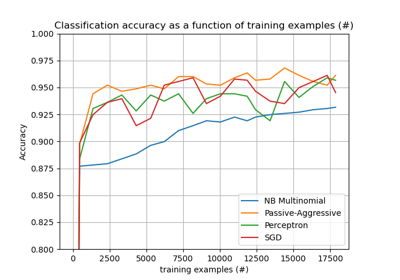 Classification accuracy as a function of training examples (#)
1.000
0.975
0.950
0.925
0.900
0.875
0.850
0.825
0.800
Accuracy
0
2500
5000
7500
10000
12500
15000
17500
training examples (#)
NB Multinomial
Passive-Aggressive
Perceptron
SGD